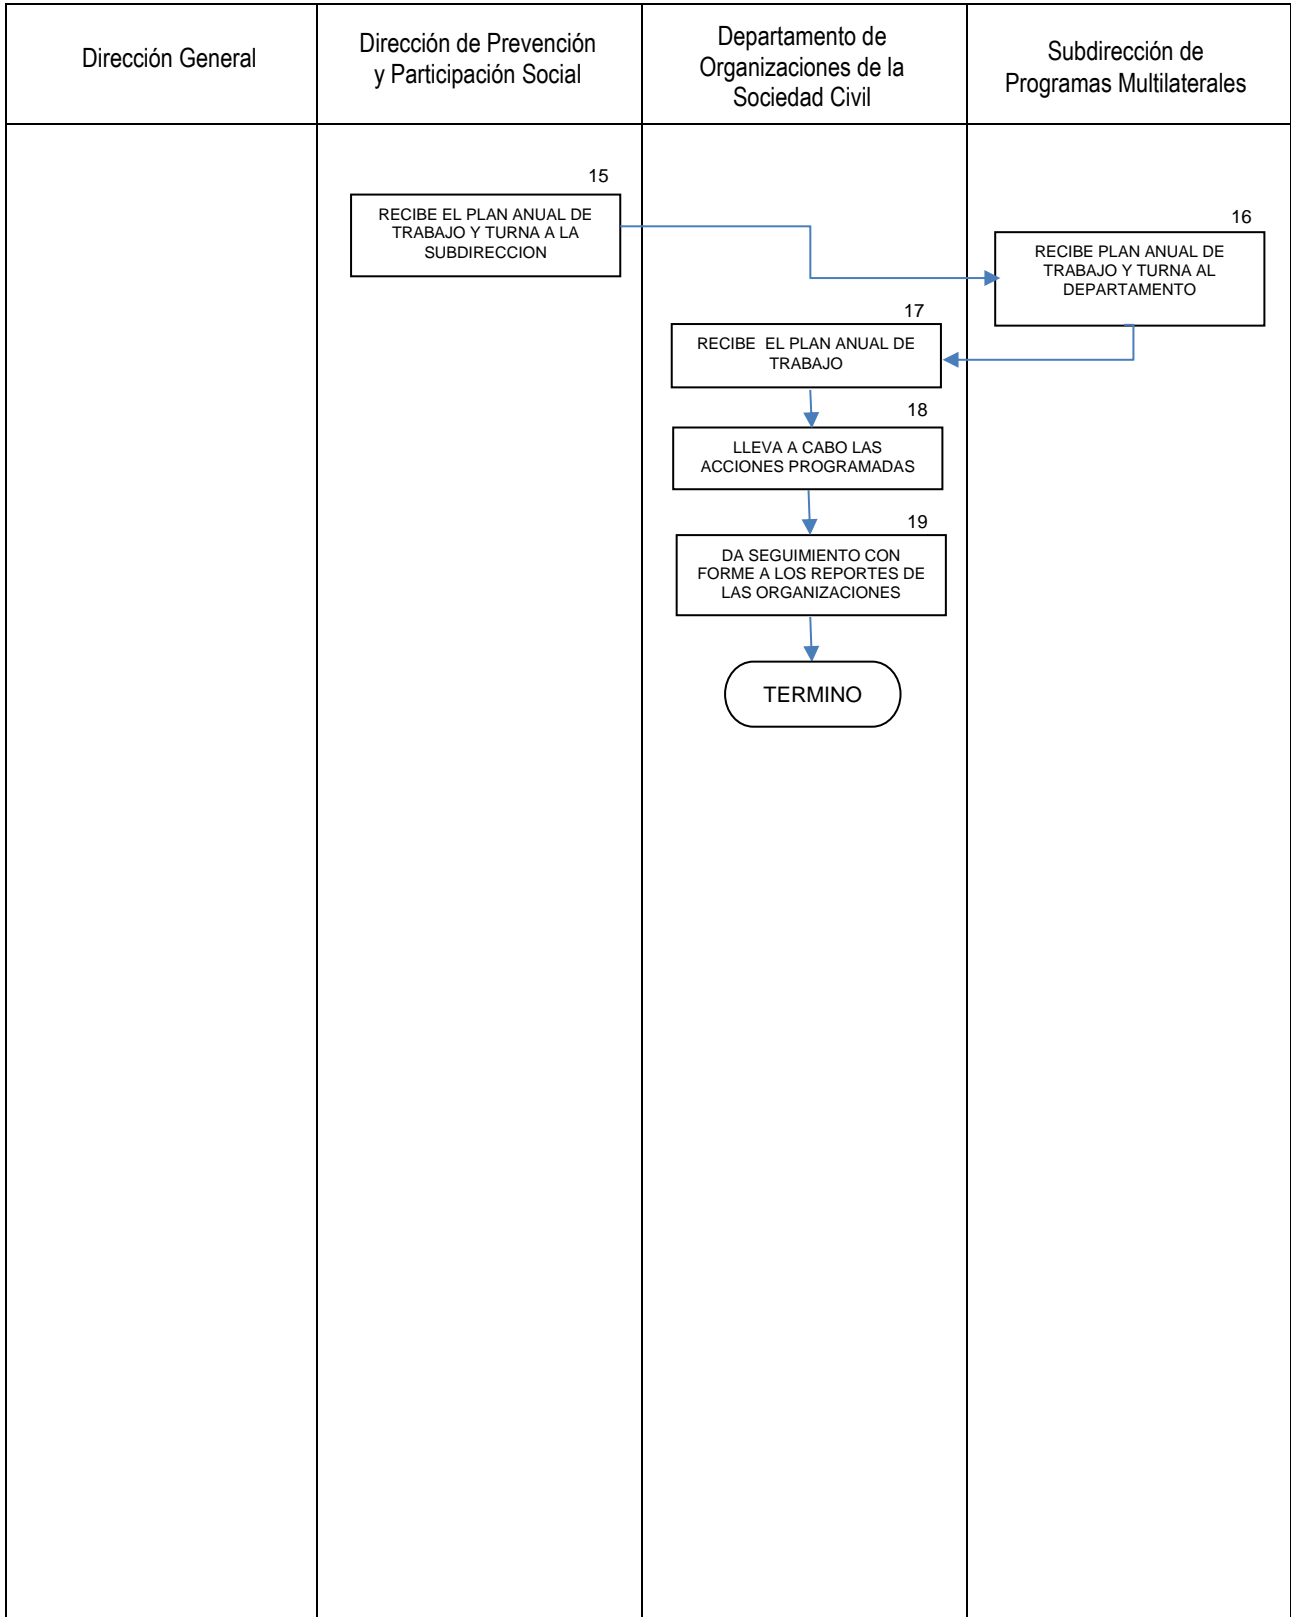 Dirección General
Dirección de Prevención
y Participación Social
Departamento de
Organizaciones de la
Sociedad Civil
Subdirección de
Programas Multilaterales
15
RECIBE EL PLAN ANUAL DE
TRABAJO Y TURNA A LA
SUBDIRECCION
16
RECIBE PLAN ANUAL DE
TRABAJO Y TURNA AL
DEPARTAMENTO
17
RECIBE EL PLAN ANUAL DE
TRABAJO
18
LLEVA A CABO LAS
ACCIONES PROGRAMADAS
19
DA SEGUIMIENTO CON
FORME A LOS REPORTES DE
LAS ORGANIZACIONES
TERMINO